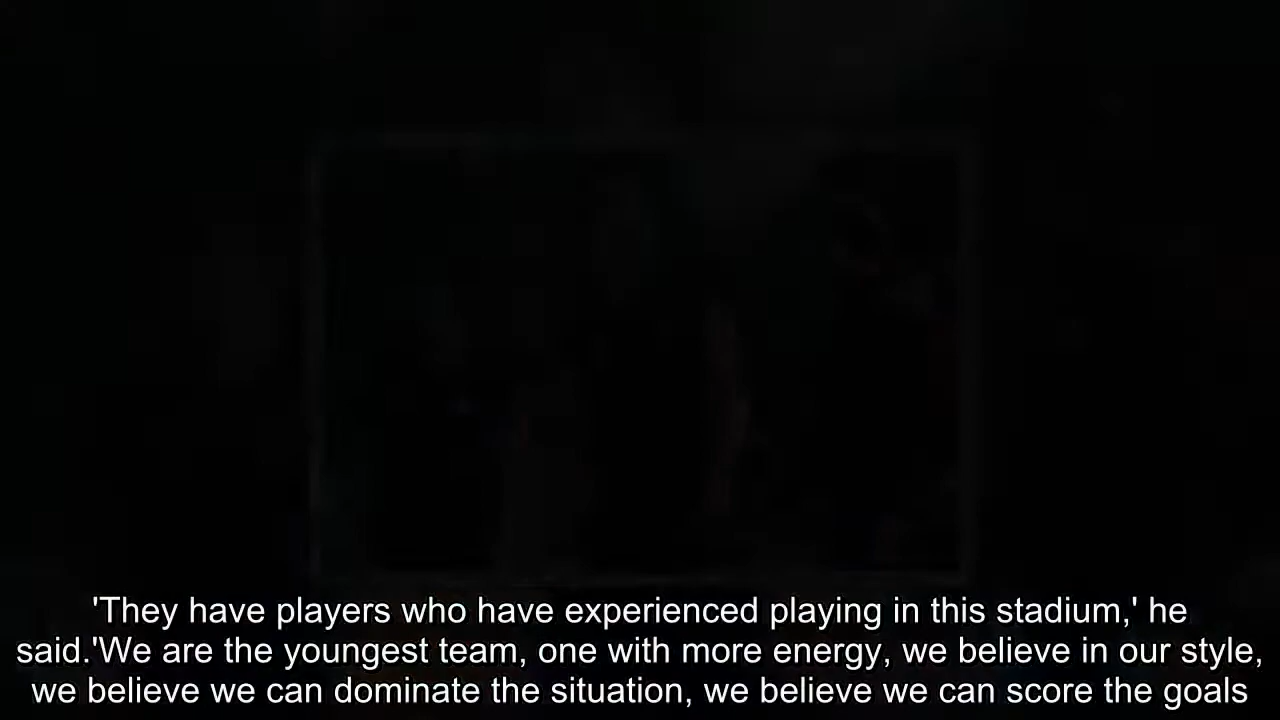 'They have players who have experienced playing in this stadium,' he
said.'We are the youngest team, one with more energy, we believe in our style,
we believe we can dominate the situation, we believe we can score the goals